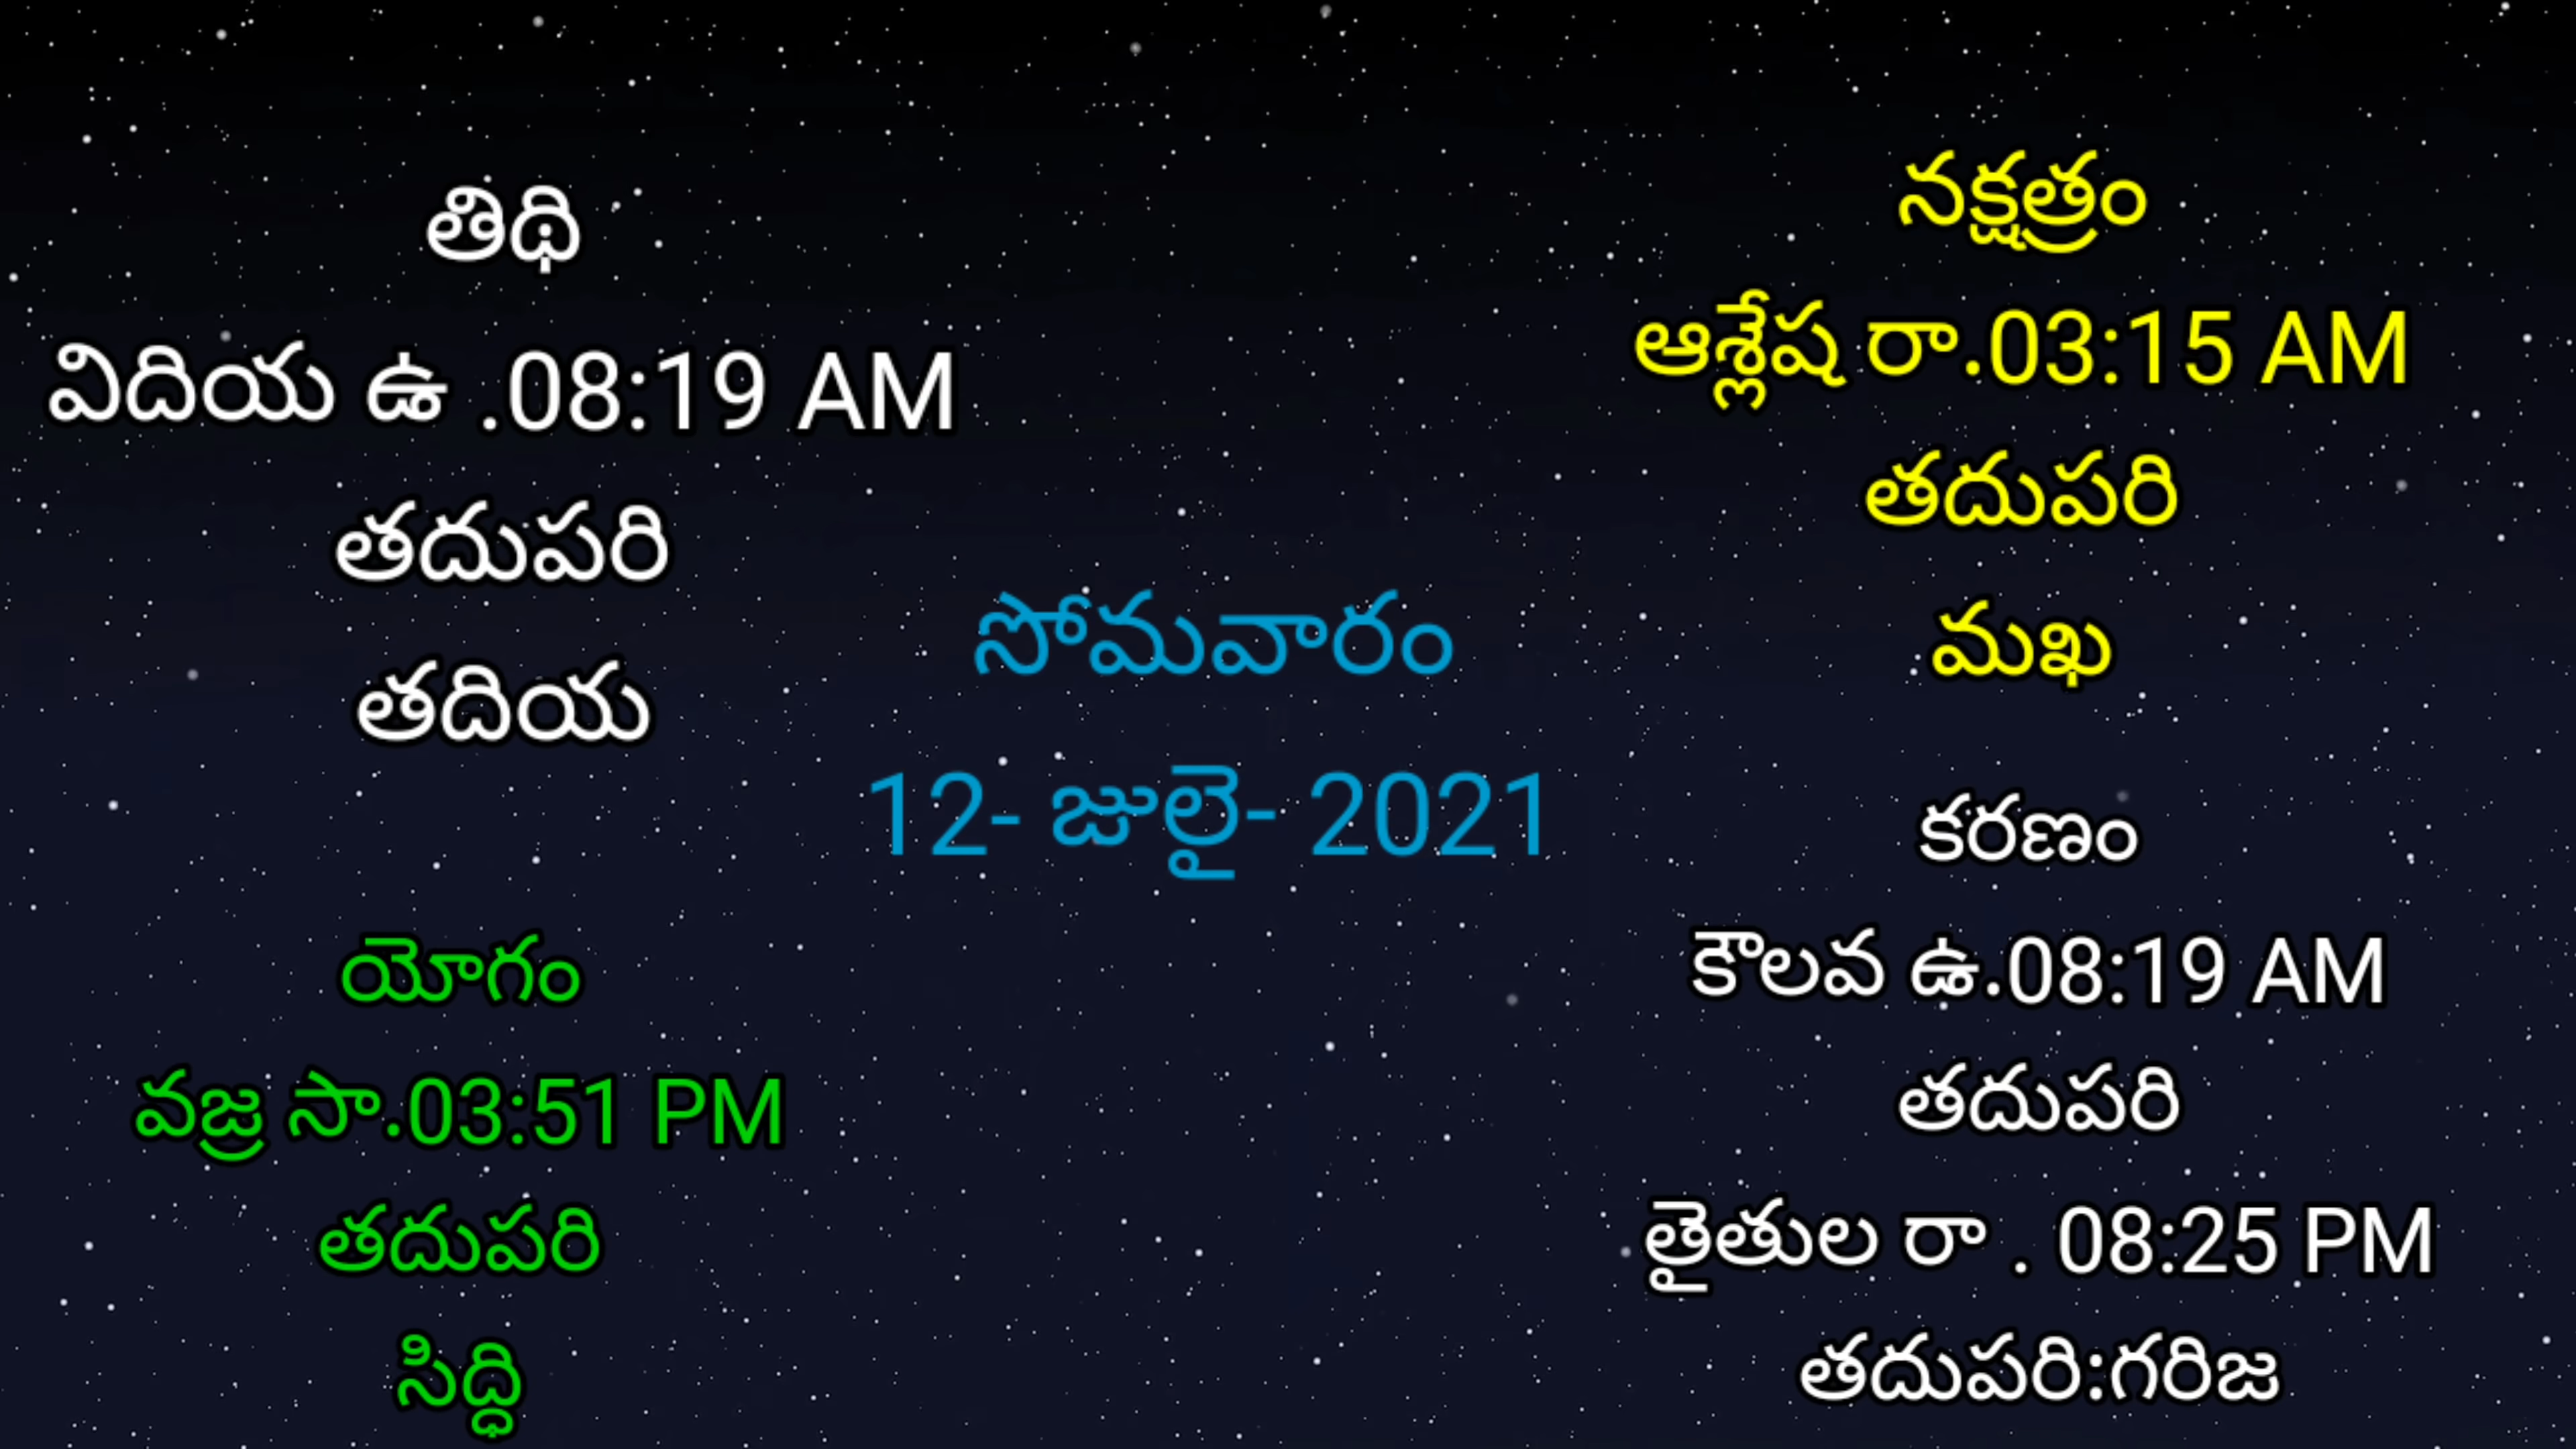 తిథి
విదియ ఉ .08:19 AM
తదుపరి
తదియ
నక్షత్రం
ఆశ్లేష రా.03:15 AM
తదుపరి
మఖ
సోమవారం
12- జులై- 2021
యోగం
వజ్ర సా.03:51 PM
తదుపరి
సిద్ధి
కరణం
కౌలవ ఉ.08:19 AM
తదుపరి
తైతుల రా . 08:25 PM
తదుపరి:గరిజ